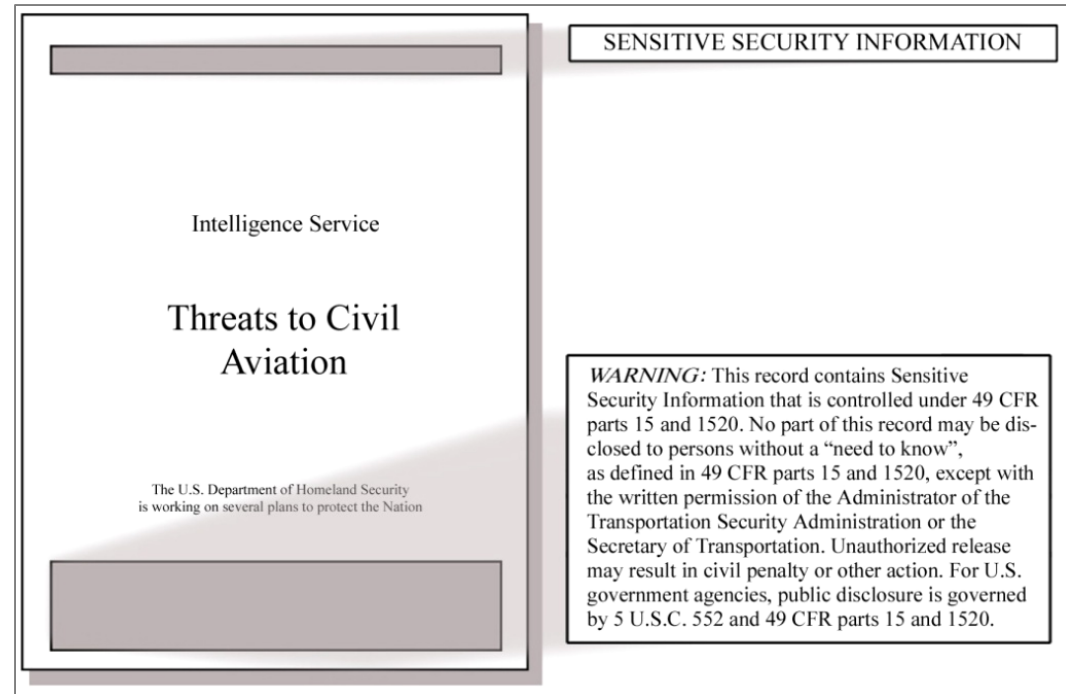 SENSITIVE SECURITY INFORMATION
Intelligence Service
Threats to Civil
Aviation
The U.S. Department of Homeland Security
is working on several plans to protect the Nation
WARNING: This record contains Sensitive
Security Information that is controlled under 49 CFR
parts 15 and 1520. No part of this record may be dis-
closed to persons without a “need to know”,
as defined in 49 CFR parts 15 and 1520, except with
the written permission of the Administrator of the
Transportation Security Administration or the
Secretary of Transportation. Unauthorized release
may result in civil penalty or other action. For U.S.
government agencies, public disclosure is governed
by 5 U.S.C. 552 and 49 CFR parts 15 and 1520.